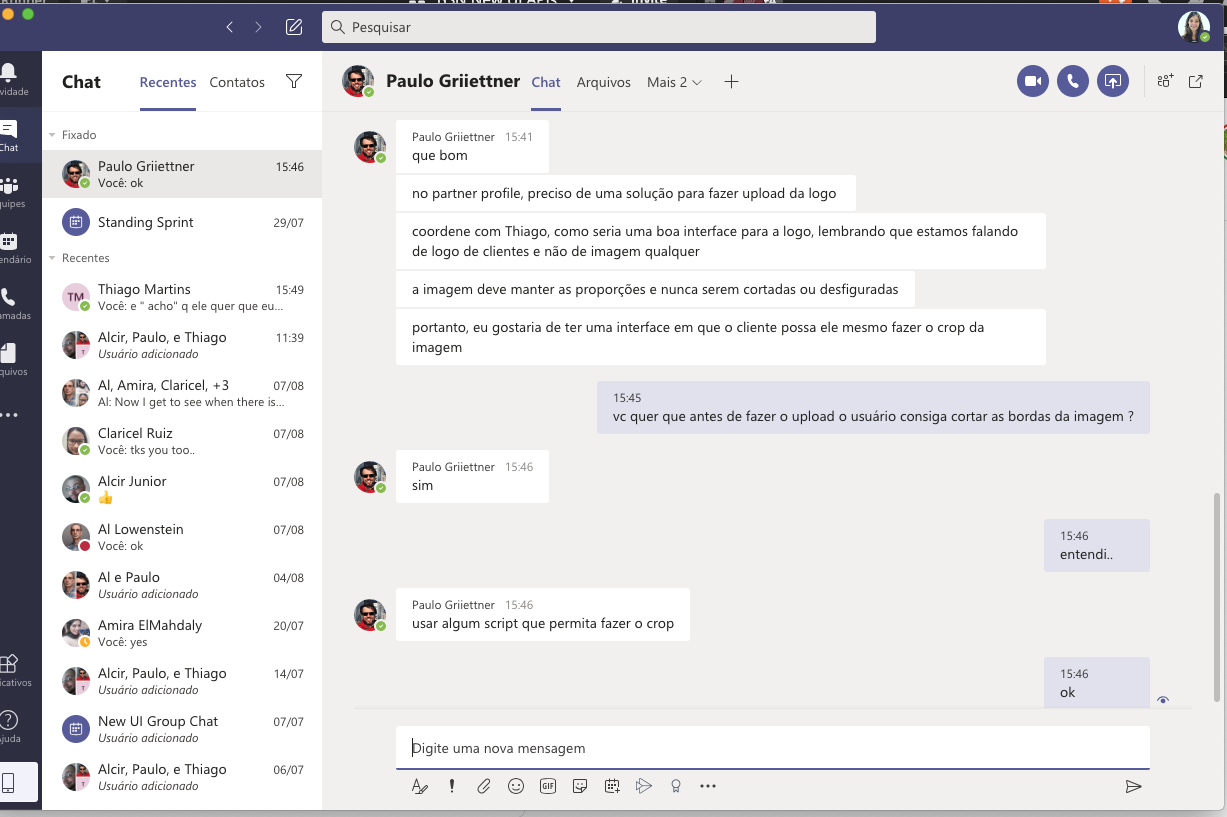 Pesquisar
Chat
Recentes
Contatos
Fixado
Paulo Griiettner 15:46
Você: ok
Standing Sprint 29/07
Recentes
Thiago Martins 15:49
Você: e " acho" q ele quer que eu...
Alcir, Paulo, e Thiago 11:39
Usuário adicionado
Al, Amira, Claricel, +3 07/08
Al: Now I get to see when there is...
Claricel Ruiz 07/08
Você: tks you too..
Alcir Junior 07/08
Al Lowenstein 07/08
Você: ok
Al e Paulo 04/08
Usuário adicionado
Amira ElMahdaly 20/07
Você: yes
Alcir, Paulo, e Thiago 14/07
Usuário adicionado
New UI Group Chat 07/07
Usuário adicionado
Alcir, Paulo, e Thiago 06/07
Usuário adicionado
vidade
Chat
quipes
endário
amadas
quivos
licativos
juda
TM
Paulo Griiettner Chat Arquivos Mais 2
Paulo Griiettner 15:41
que bom
no partner profile, preciso de uma solução para fazer upload da logo
coordene com Thiago, como seria uma boa interface para a logo, lembrando que estamos falando
de logo de clientes e não de imagem qualquer
a imagem deve manter as proporções e nunca serem cortadas ou desfiguradas
portanto, eu gostaria de ter uma interface em que o cliente possa ele mesmo fazer o crop da
imagem
15:45
vc quer que antes de fazer o upload o usuário consiga cortar as bordas da imagem ?
Paulo Griiettner 15:46
sim
15:46
entendi..
Paulo Griiettner 15:46
usar algum script que permita fazer o crop
15:46
ok
Digite uma nova mensagem
GIF